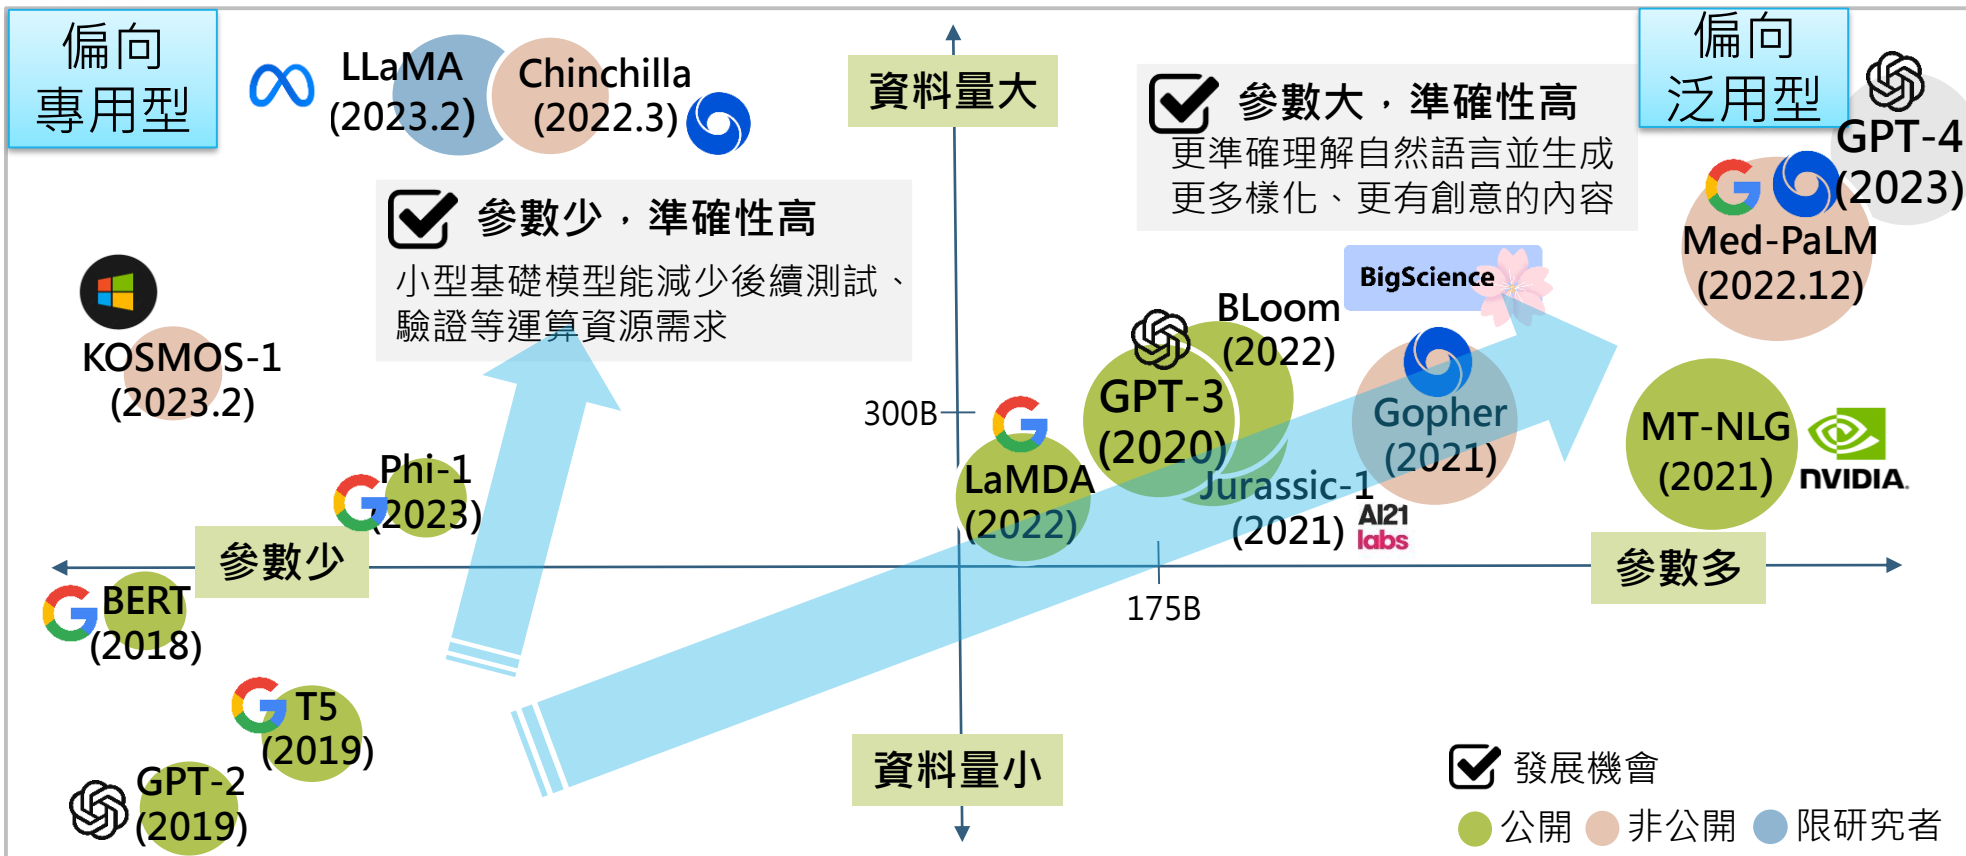 偏向
專用型
LLaMA
(2023.2)
Chinchilla
(2022.3)
資料量大
參數大，準確性高
更準確理解自然語言並生成
更多樣化、更有創意的內容
偏向
泛用型
GPT-4
(2023)
參數少，準確性高
小型基礎模型能減少後續測試、
驗證等運算資源需求
Med-PaLM
(2022.12)
KOSMOS-1
(2023.2)
BigScience
BLoom
(2022)
GPT-3
(2020)
300B
Gopher
(2021)
MT-NLG
(2021)
NVIDIA.
Phi-1
(2023)
LaMDA
(2022)
Jurassic-1
(2021)
AI21
labs
參數少
參數多
175B
BERT
(2018)
T5
(2019)
GPT-2
(2019)
資料量小
發展機會
公開
非公開
限研究者